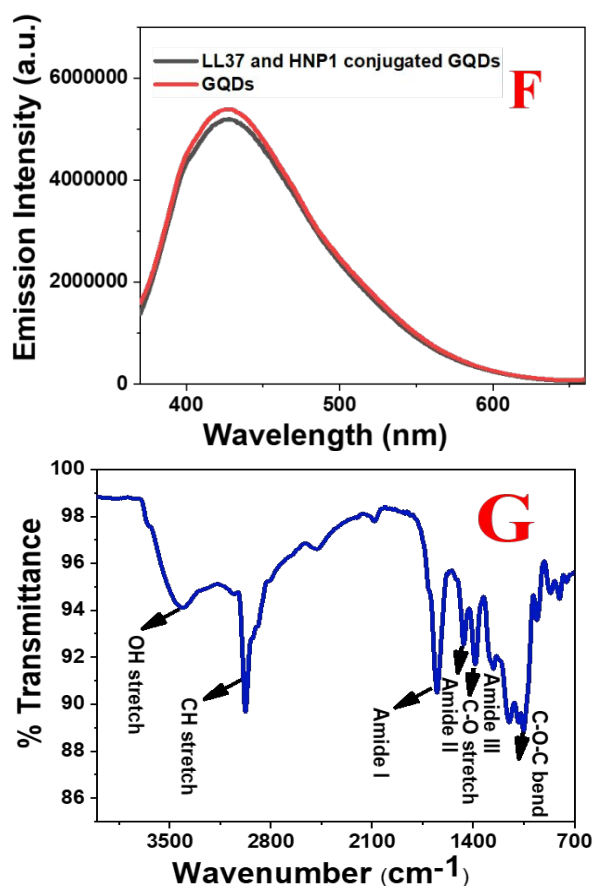 LL37 and HNP1 conjugated GQDs
GQDs
F
Emission Intensity (a.u.)
6000000
4000000
2000000
0
400
500
600
Wavelength (nm)
G
% Transmittance
100
98
96
94
92
90
88
86
OH stretch
CH stretch
Amide I
Amide II
C-O stretch
Amide III
C-O-C bend
3500
2800
2100
1400
700
Wavenumber (cm-1)